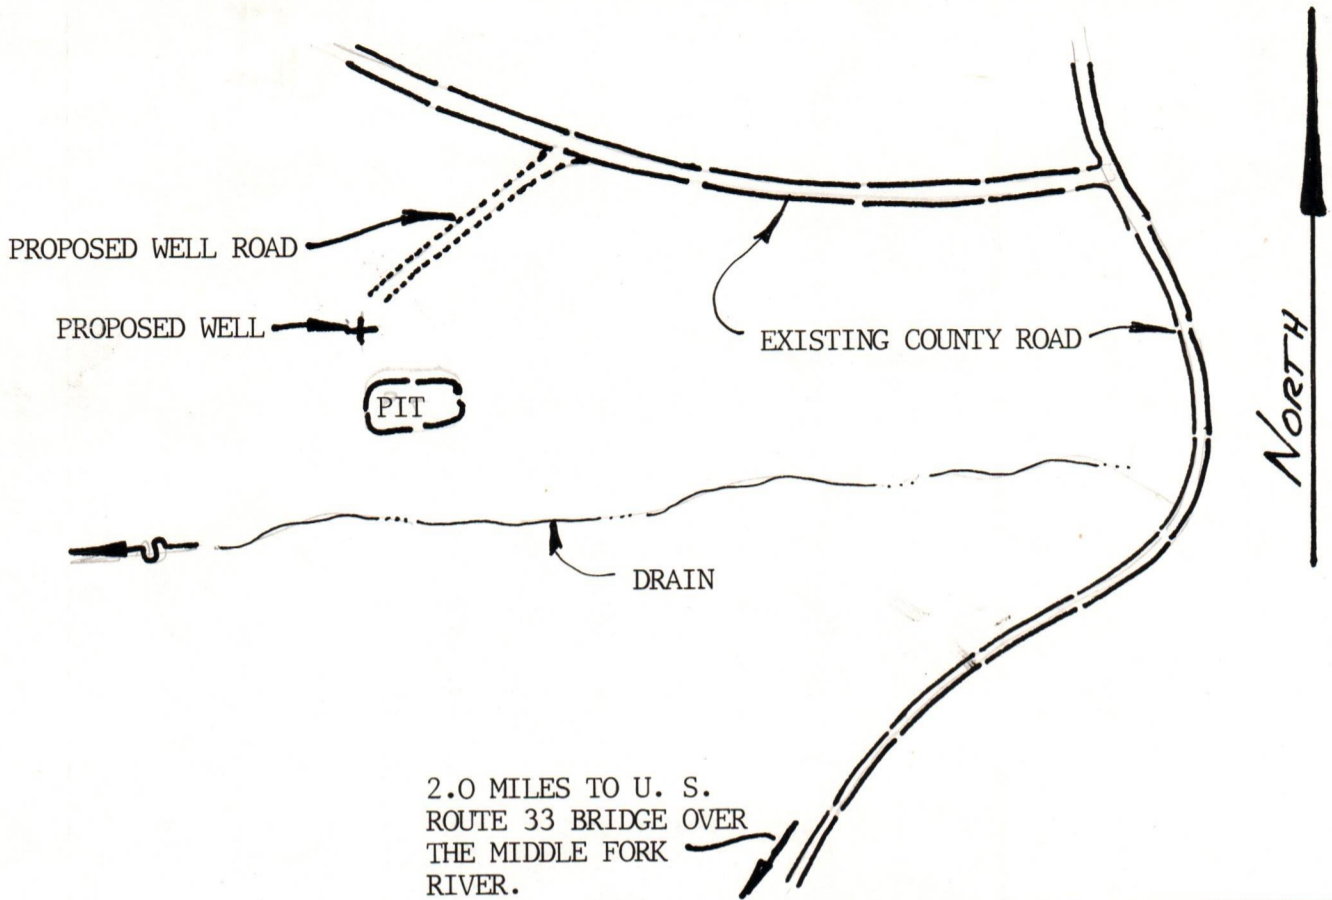 PROPOSED WELL ROAD
PROPOSED WELL
EXISTING COUNTY ROAD
NORTH
PIT
DRAIN
2.0 MILES TO U. S.
ROUTE 33 BRIDGE OVER
THE MIDDLE FORK
RIVER.